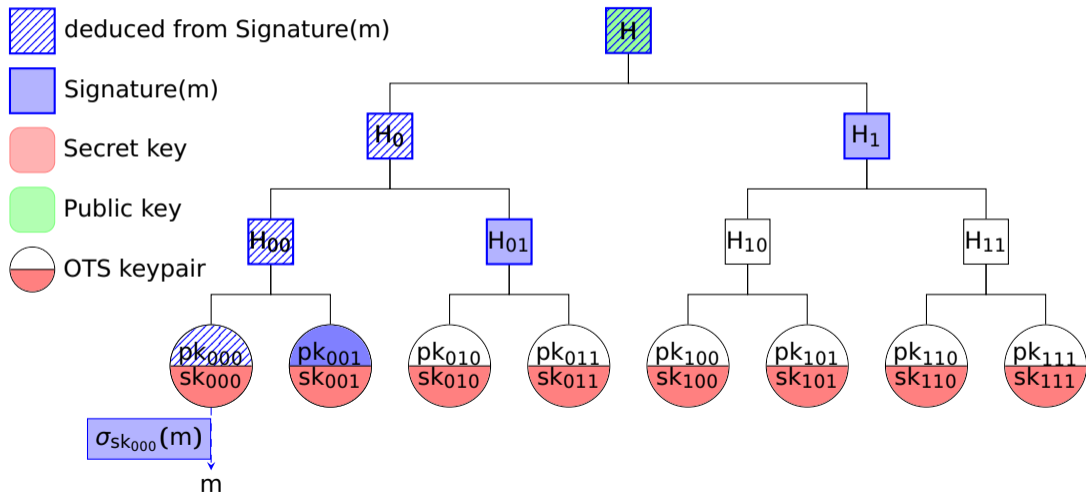 deduced from Signature(m)
Signature(m)
Secret key
Public key
OTS keypair
H
H₀ H₁
H₀₀ H₀₁ H₁₀ H₁₁
pk₀₀₀ pk₀₀₁ pk₀₁₀ pk₀₁₁ pk₁₀₀ pk₁₀₁ pk₁₁₀ pk₁₁₁
sk₀₀₀ sk₀₀₁ sk₀₁₀ sk₀₁₁ sk₁₀₀ sk₁₀₁ sk₁₁₀ sk₁₁₁
σsk₀₀₀(m)
m